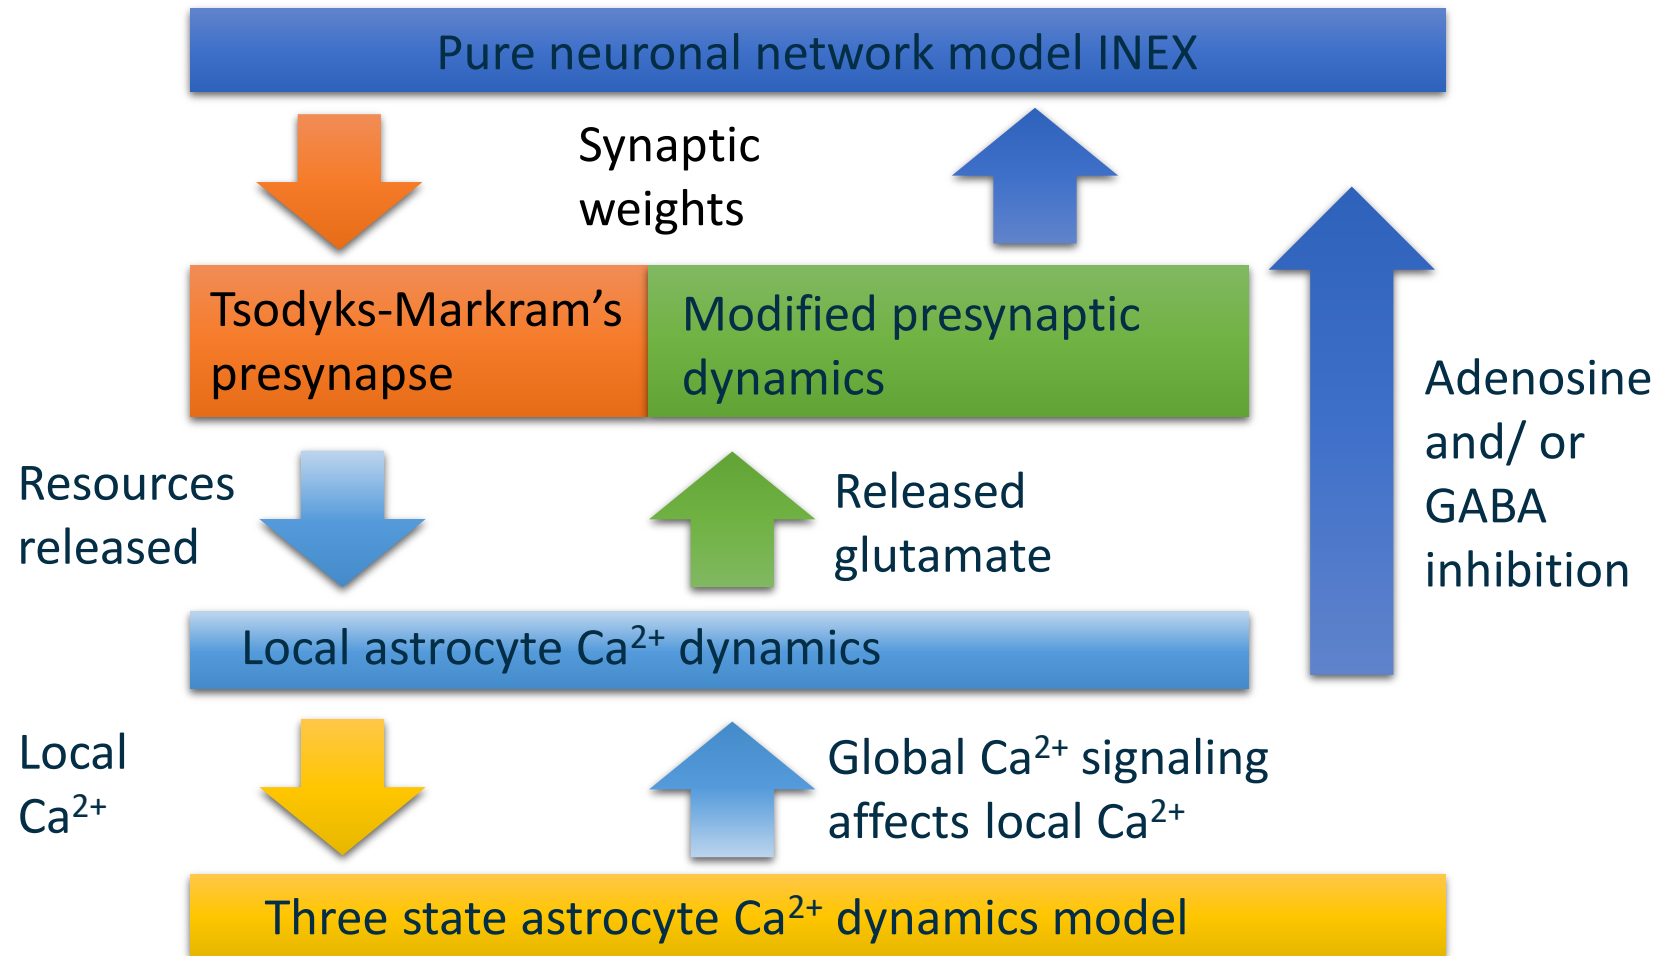 Pure neuronal network model INEX
Synaptic
weights
Tsodyks-Markram’s
presynapse
Modified presynaptic
dynamics
Adenosine
and/ or
GABA
inhibition
Resources
released
Released
glutamate
Local astrocyte Ca²⁺ dynamics
Local
Ca²⁺
Global Ca²⁺ signaling
affects local Ca²⁺
Three state astrocyte Ca²⁺ dynamics model